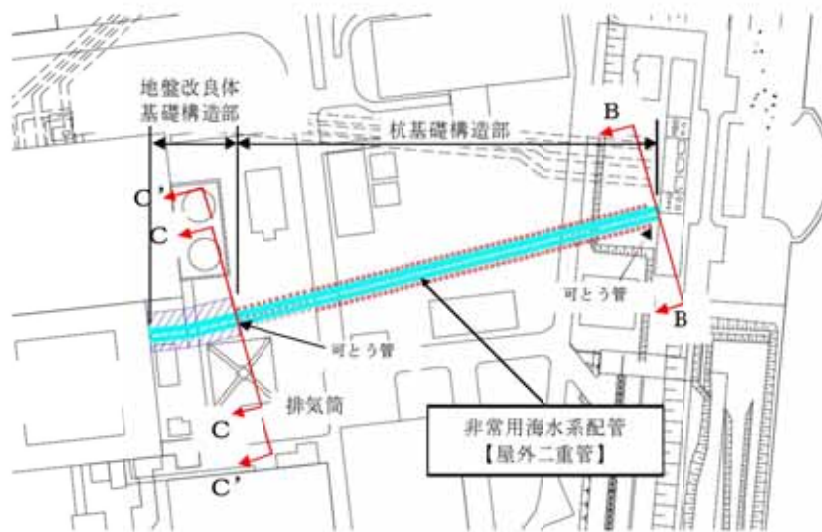 地盤改良体
基礎構造部
杭基礎構造部
B
C'
C
可とう管
B
可とう管
排気筒
C
C'
非常用海水系配管
【屋外二重管】